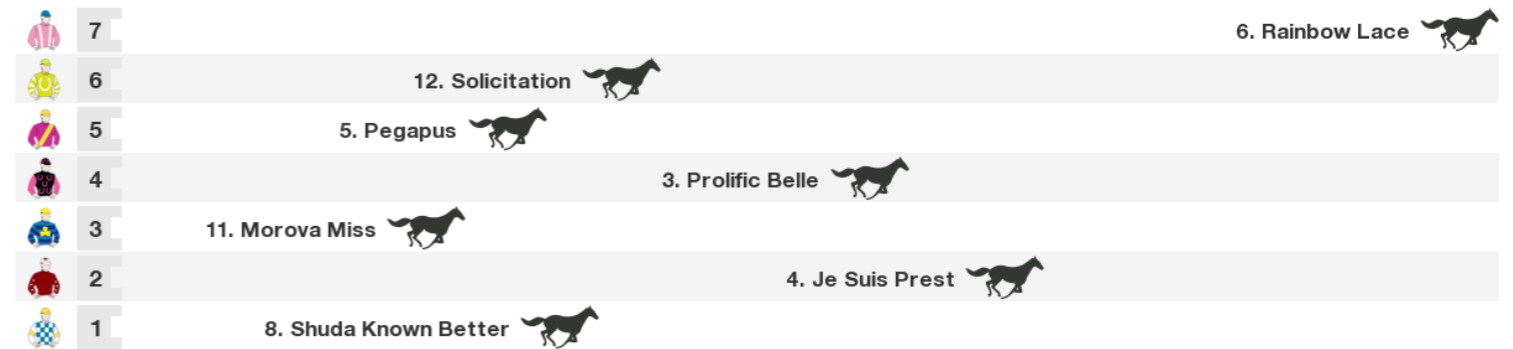 7 6. Rainbow Lace
6 12. Solicitation
5 5. Pegapus
4 3. Prolific Belle
3 11. Morova Miss
2 4. Je Suis Prest
1 8. Shuda Known Better